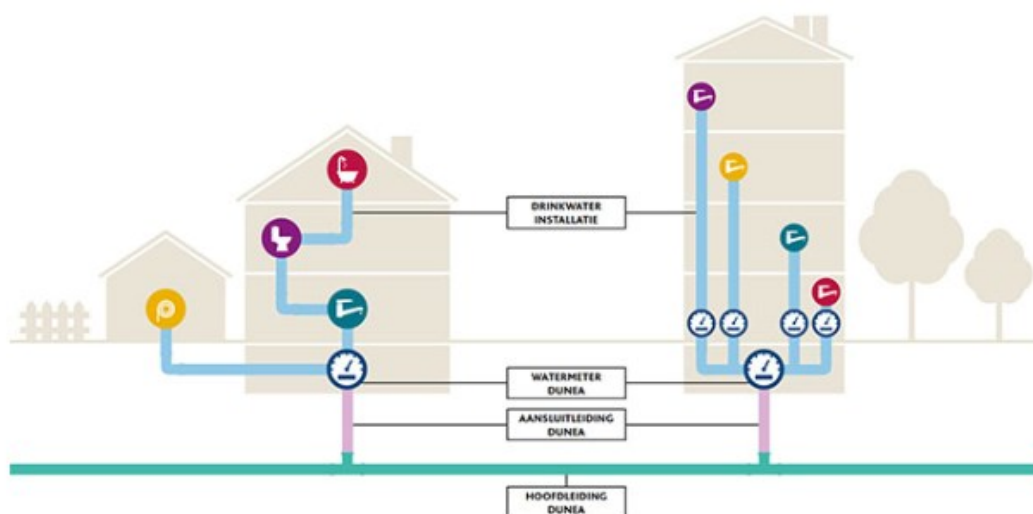 DRINKWATER
INSTALLATIE
WATERMETER
DUNEA
AANSLUITLEIDING
DUNEA
HOOFDLEIDING
DUNEA